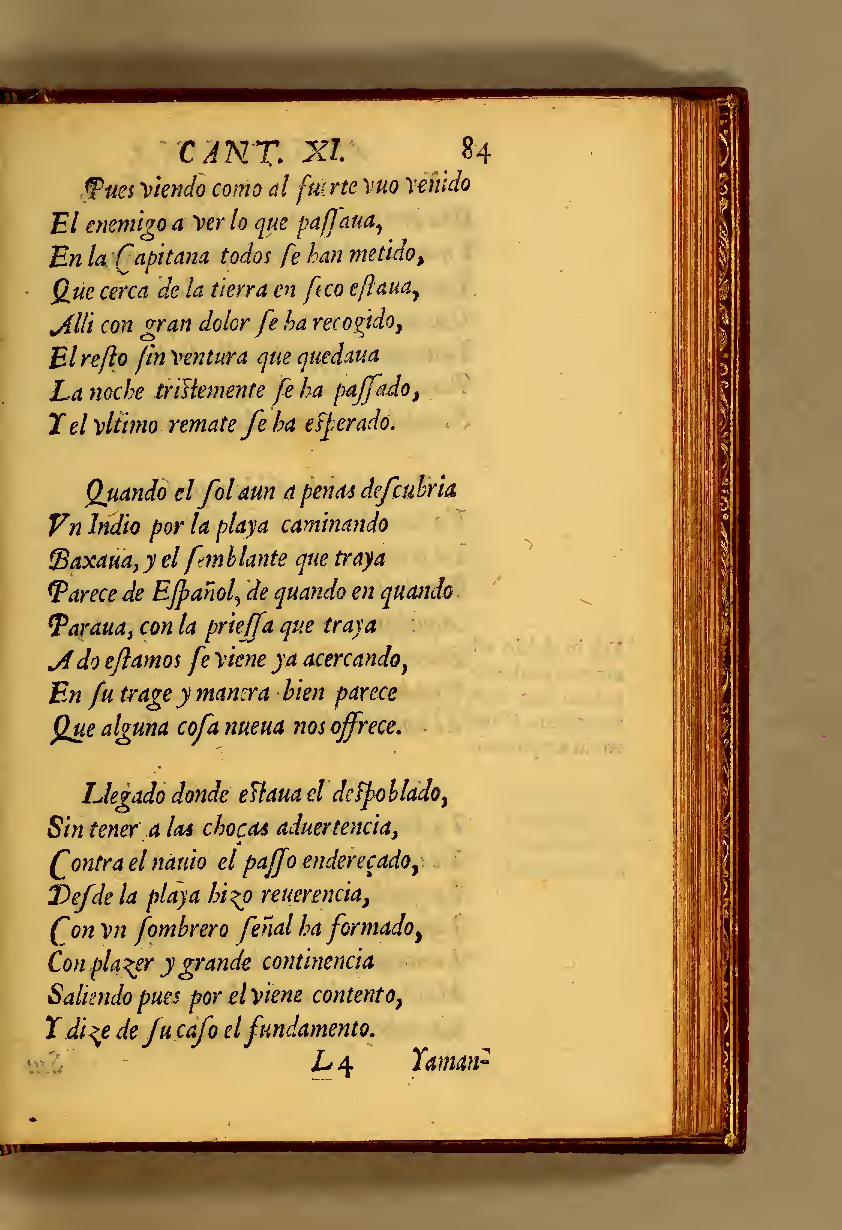 CANT. XI. 84
Pues viendo como al fuerte vuo venido
El enemigo a ver lo que paſſaua,
En la Capitana todos ſe han metido,
Que cerca de la tierra en ſeco eſtaua,
Alli con gran dolor ſe ha recogido,
El reſto ſin ventura que quedaua
La noche triſtemente ſe ha paſſado,
Y el vltimo remate ſe ha eſperado.
Quando el ſol aun a penas deſcubria
Vn Indio por la playa caminando
Baxaua, y el ſemblante que traya
Parece de Eſpañol, de quando en quando
Paraua, con la prieſſa que traya
A do eſtamos ſe viene ya acercando,
En ſu trage y manera bien parece
Que alguna coſa nueua nos offrece.
Llegado donde eſtaua el deſpoblado,
Sin tener a las choças aduertencia,
Contra el nauio el paſſo endereçado,
Deſde la playa hizo reuerencia,
Con vn ſombrero ſeñal ha formado,
Con plazer y grande continencia
Saliendo pues por el viene contento,
Y dize de ſu caſo el fundamento.
L4 Yaman-